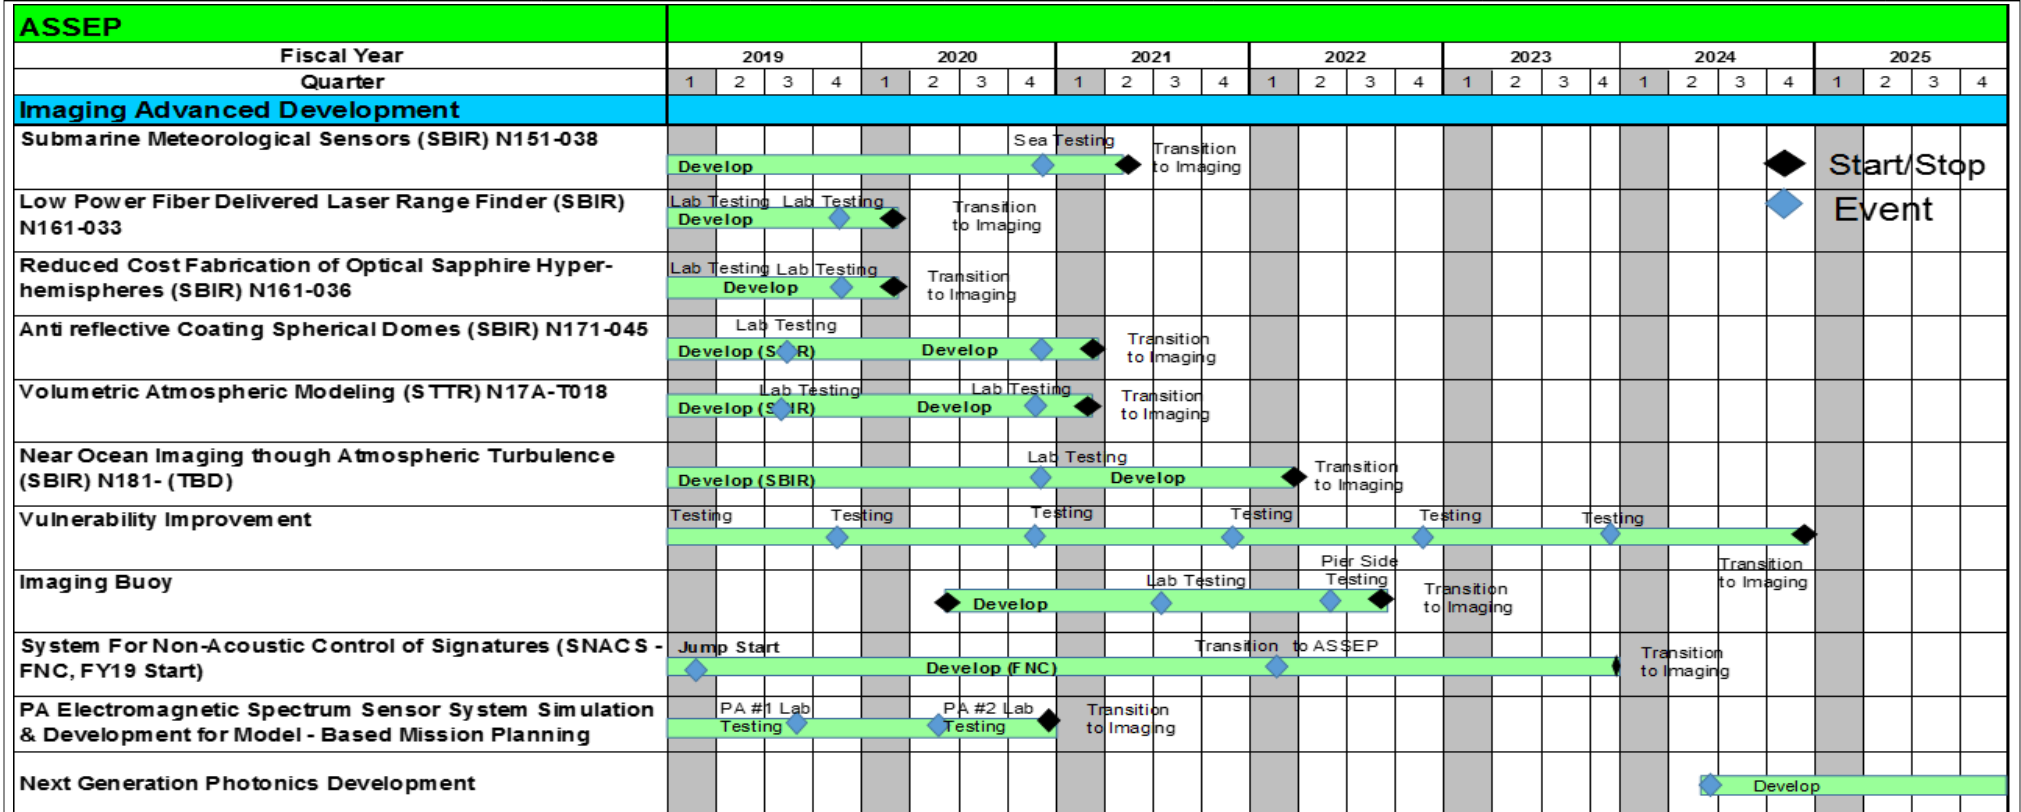 ASSEP
Fiscal Year 2019 2020 2021 2022 2023 2024 2025
Quarter 1 2 3 4 1 2 3 4 1 2 3 4 1 2 3 4 1 2 3 4 1 2 3 4 1 2 3 4
Imaging Advanced Development
Submarine Meteorological Sensors (SBIR) N151-038
Sea Testing
Develop
Transition
to Imaging
Start/Stop
Event
Low Power Fiber Delivered Laser Range Finder (SBIR)
N161-033
Lab Testing Lab Testing
Develop
Transition
to Imaging
Reduced Cost Fabrication of Optical Sapphire Hyper-
hemispheres (SBIR) N161-036
Lab Testing Lab Testing
Develop
Transition
to Imaging
Anti reflective Coating Spherical Domes (SBIR) N171-045
Lab Testing
Develop (SBIR) Develop
Transition
to Imaging
Volumetric Atmospheric Modeling (STTR) N17A-T018
Lab Testing Lab Testing
Develop (SBIR) Develop
Transition
to Imaging
Near Ocean Imaging though Atmospheric Turbulence
(SBIR) N181- (TBD)
Lab Testing
Develop (SBIR) Develop
Transition
to Imaging
Vulnerability Improvement
Testing Testing Testing Testing Testing Testing
Transition
to Imaging
Imaging Buoy
Develop
Lab Testing
Pier Side
Testing
Transition
to Imaging
System For Non-Acoustic Control of Signatures (SNACS -
FNC, FY19 Start)
Jump Start
Develop (FNC)
Transition to ASSEP
Transition
to Imaging
PA Electromagnetic Spectrum Sensor System Simulation
& Development for Model - Based Mission Planning
PA #1 Lab
Testing
PA #2 Lab
Testing
Transition
to Imaging
Next Generation Photonics Development
Develop